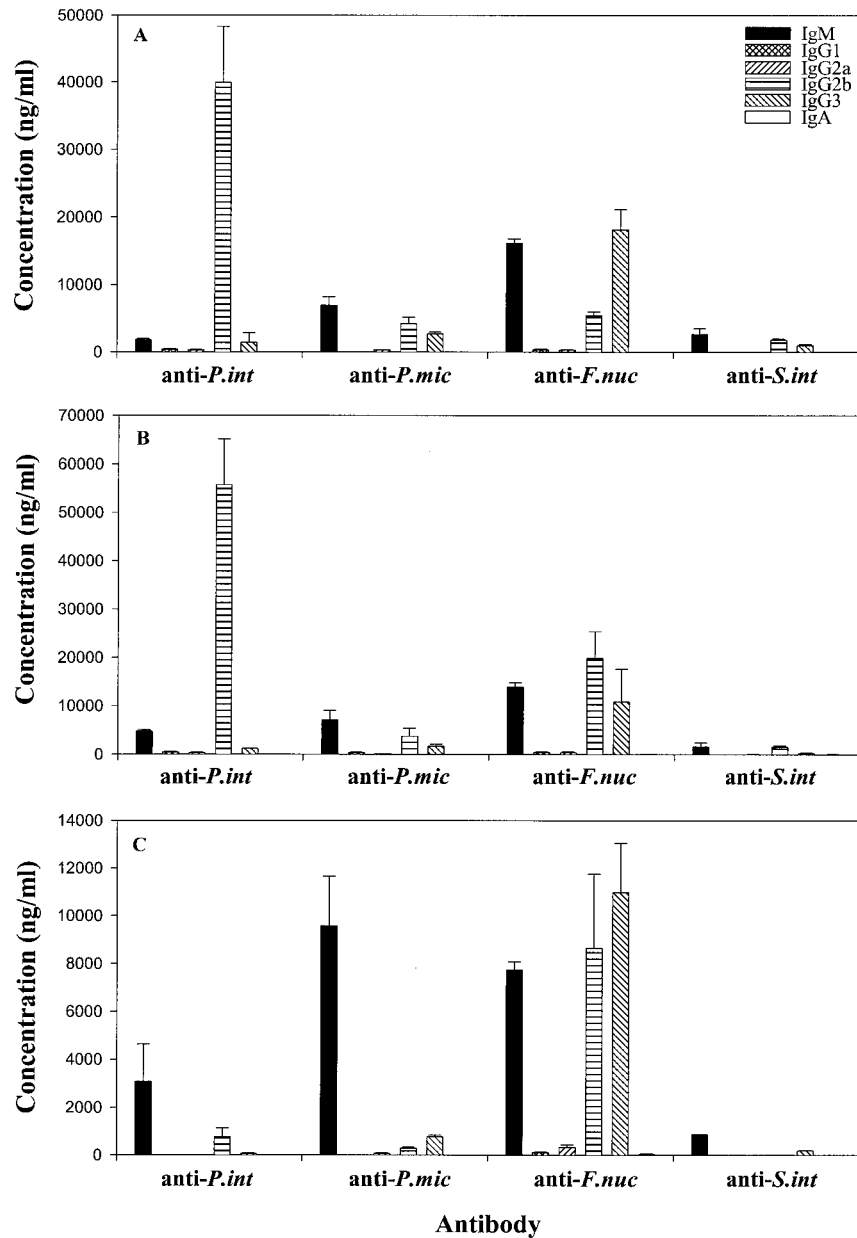 A
IgM
IgG1
IgG2a
IgG2b
IgG3
IgA
Concentration (ng/ml)
50000
40000
30000
20000
10000
0
anti-P.int anti-P.mic anti-F.nuc anti-S.int
B
Concentration (ng/ml)
70000
60000
50000
40000
30000
20000
10000
0
anti-P.int anti-P.mic anti-F.nuc anti-S.int
C
Concentration (ng/ml)
14000
12000
10000
8000
6000
4000
2000
0
anti-P.int anti-P.mic anti-F.nuc anti-S.int
Antibody